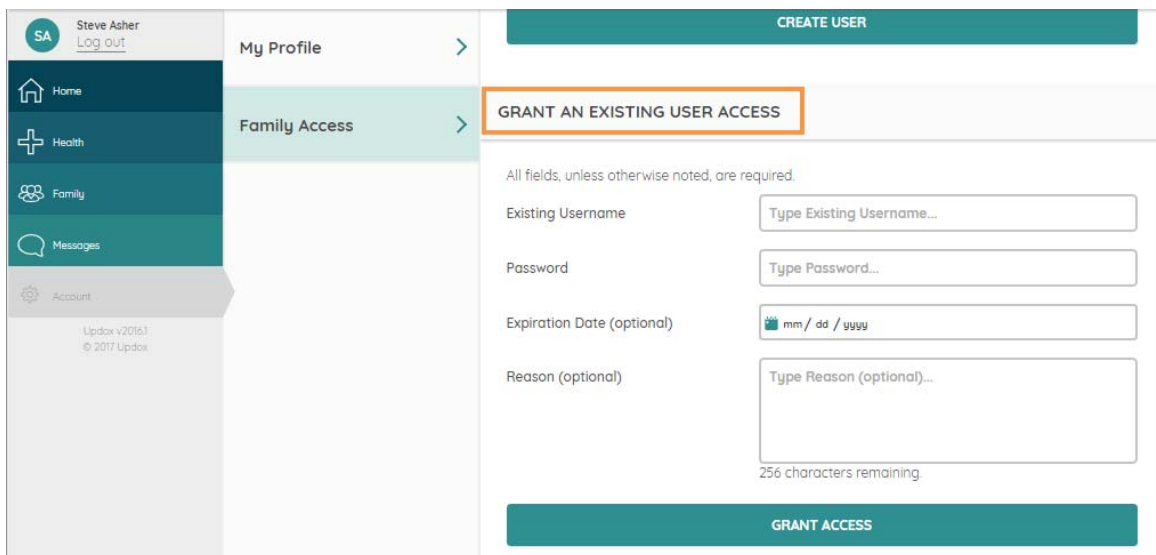 SA
Steve Asher
Log out
Home
Health
Family
Messages
Account
Updox v2016.1
© 2017 Updox
My Profile
Family Access
CREATE USER
GRANT AN EXISTING USER ACCESS
All fields, unless otherwise noted, are required.
Existing Username
Type Existing Username...
Password
Type Password...
Expiration Date (optional)
mm / dd / yyyy
Reason (optional)
Type Reason (optional)...
256 characters remaining.
GRANT ACCESS